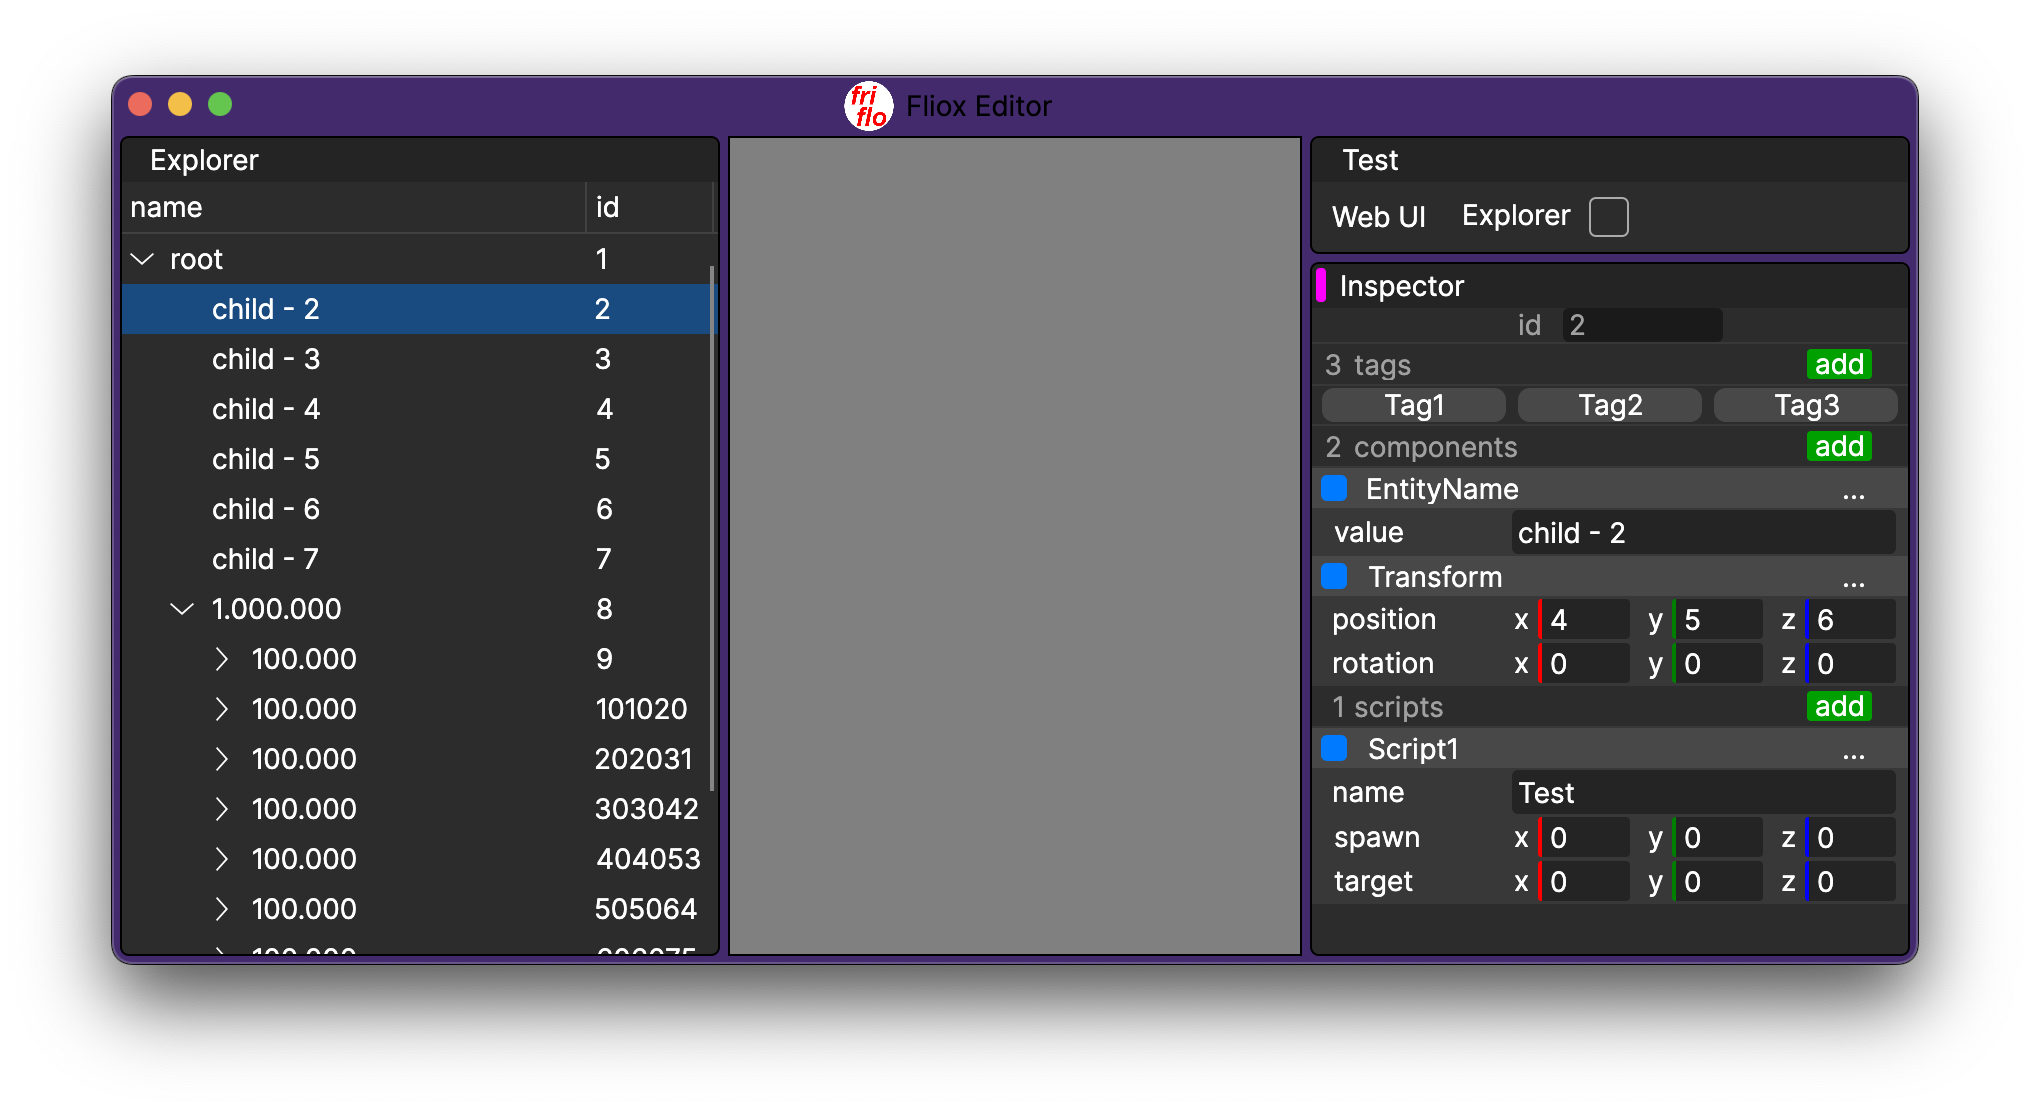 fri
flo
Fliox Editor
Explorer
name id
root 1
child - 2 2
child - 3 3
child - 4 4
child - 5 5
child - 6 6
child - 7 7
1.000.000 8
100.000 9
100.000 101020
100.000 202031
100.000 303042
100.000 404053
100.000 505064
Test
Web UI Explorer
Inspector
id 2
3 tags add
Tag1 Tag2 Tag3
2 components add
EntityName ...
value child - 2
Transform ...
position x 4 y 5 z 6
rotation x 0 y 0 z 0
1 scripts add
Script1 ...
name Test
spawn x 0 y 0 z 0
target x 0 y 0 z 0